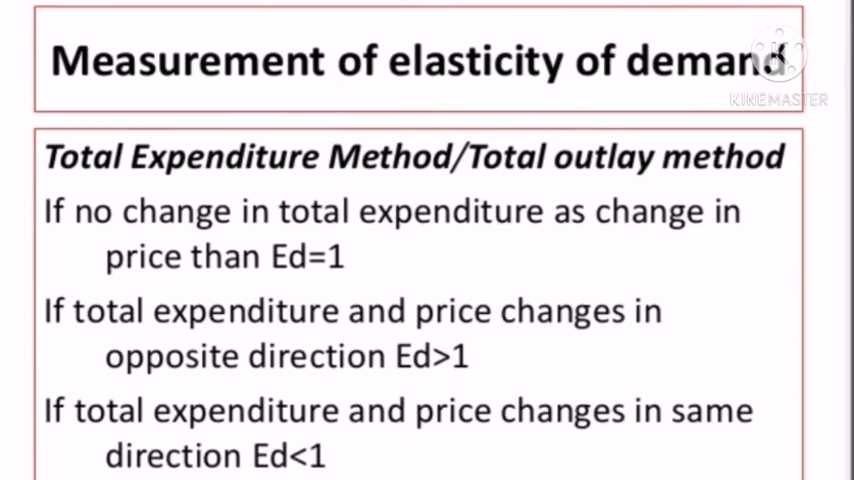 Measurement of elasticity of demand
KINEMASTER
Total Expenditure Method/Total outlay method
If no change in total expenditure as change in
price than Ed=1
If total expenditure and price changes in
opposite direction Ed>1
If total expenditure and price changes in same
direction Ed<1